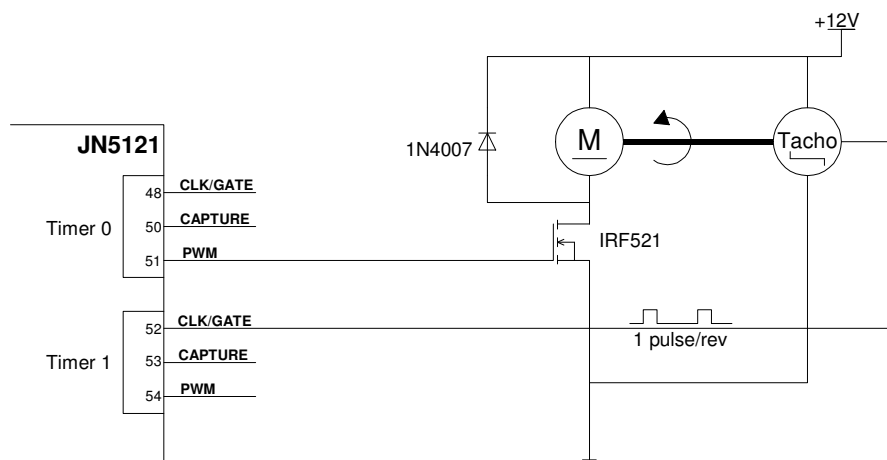 +12V
JN5121
1N4007
M
Tacho
48 CLK/GATE
Timer 0
50 CAPTURE
IRF521
51 PWM
52 CLK/GATE
1 pulse/rev
Timer 1
53 CAPTURE
54 PWM